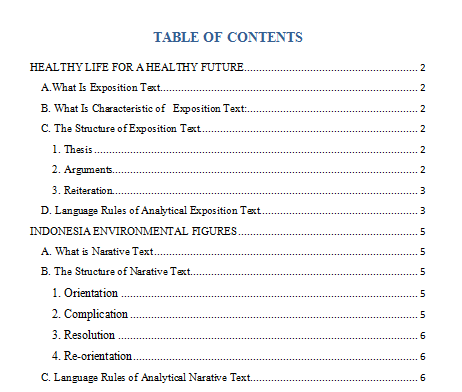 TABLE OF CONTENTS
HEALTHY LIFE FOR A HEALTHY FUTURE.......................................................... 2
A.What Is Exposition Text...................................................................................... 2
B. What Is Characteristic of Exposition Text:......................................................... 2
C. The Structure of Exposition Text........................................................................ 2
1. Thesis ............................................................................................................. 2
2. Arguments...................................................................................................... 2
3. Reiteration...................................................................................................... 3
D. Language Rules of Analytical Exposition Text.................................................... 3
INDONESIA ENVIRONMENTAL FIGURES ............................................................ 5
A. What is Narative Text........................................................................................ 5
B. The Structure of Narative Text........................................................................... 5
1. Orientation ..................................................................................................... 5
2. Complication .................................................................................................. 5
3. Resolution ...................................................................................................... 6
4. Re-orientation................................................................................................. 6
C. Language Rules of Analytical Narative Text....................................................... 6